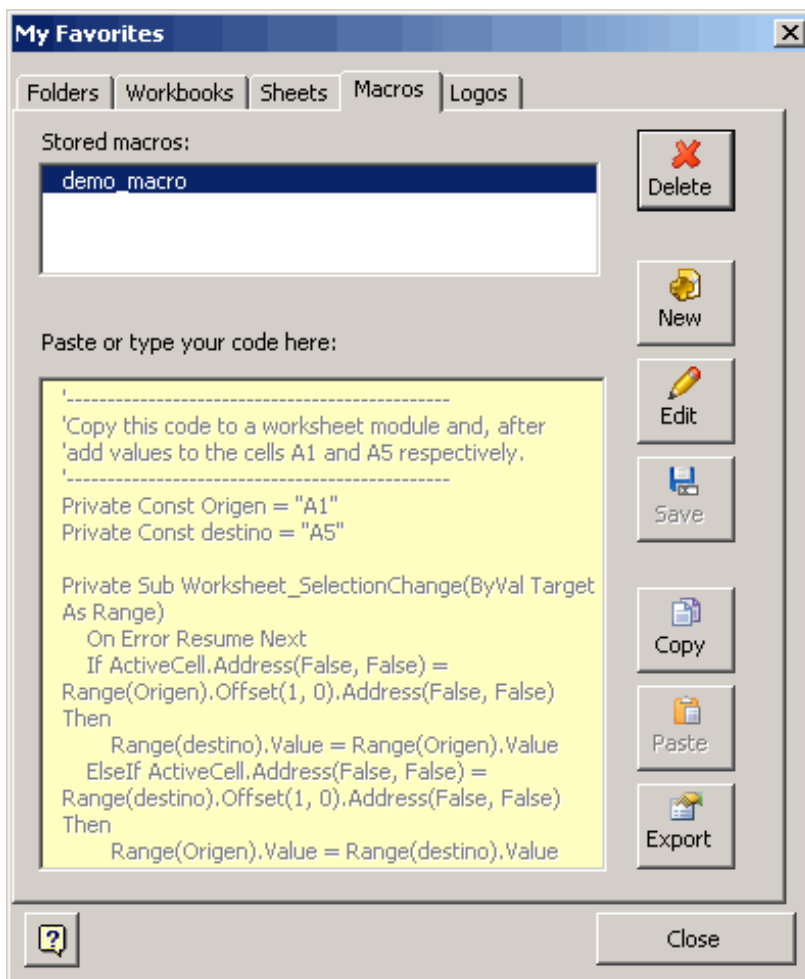 My Favorites
Folders Workbooks Sheets Macros Logos
Stored macros:
demo_macro
Delete
New
Paste or type your code here:
Edit
Save
Copy
Paste
Export
'-----------------------------------------------
'Copy this code to a worksheet module and, after
'add values to the cells A1 and A5 respectively.
'-----------------------------------------------
Private Const Origen = "A1"
Private Const destino = "A5"
Private Sub Worksheet_SelectionChange(ByVal Target
As Range)
On Error Resume Next
If ActiveCell.Address(False, False) =
Range(Origen).Offset(1, 0).Address(False, False)
Then
Range(destino).Value = Range(Origen).Value
ElseIf ActiveCell.Address(False, False) =
Range(destino).Offset(1, 0).Address(False, False)
Then
Range(Origen).Value = Range(destino).Value
?
Close